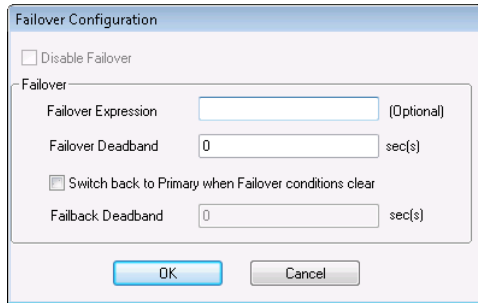 Failover Configuration
Disable Failover
Failover
Failover Expression (Optional)
Failover Deadband 0 sec(s)
Switch back to Primary when Failover conditions clear
Failback Deadband 0 sec(s)
OK Cancel